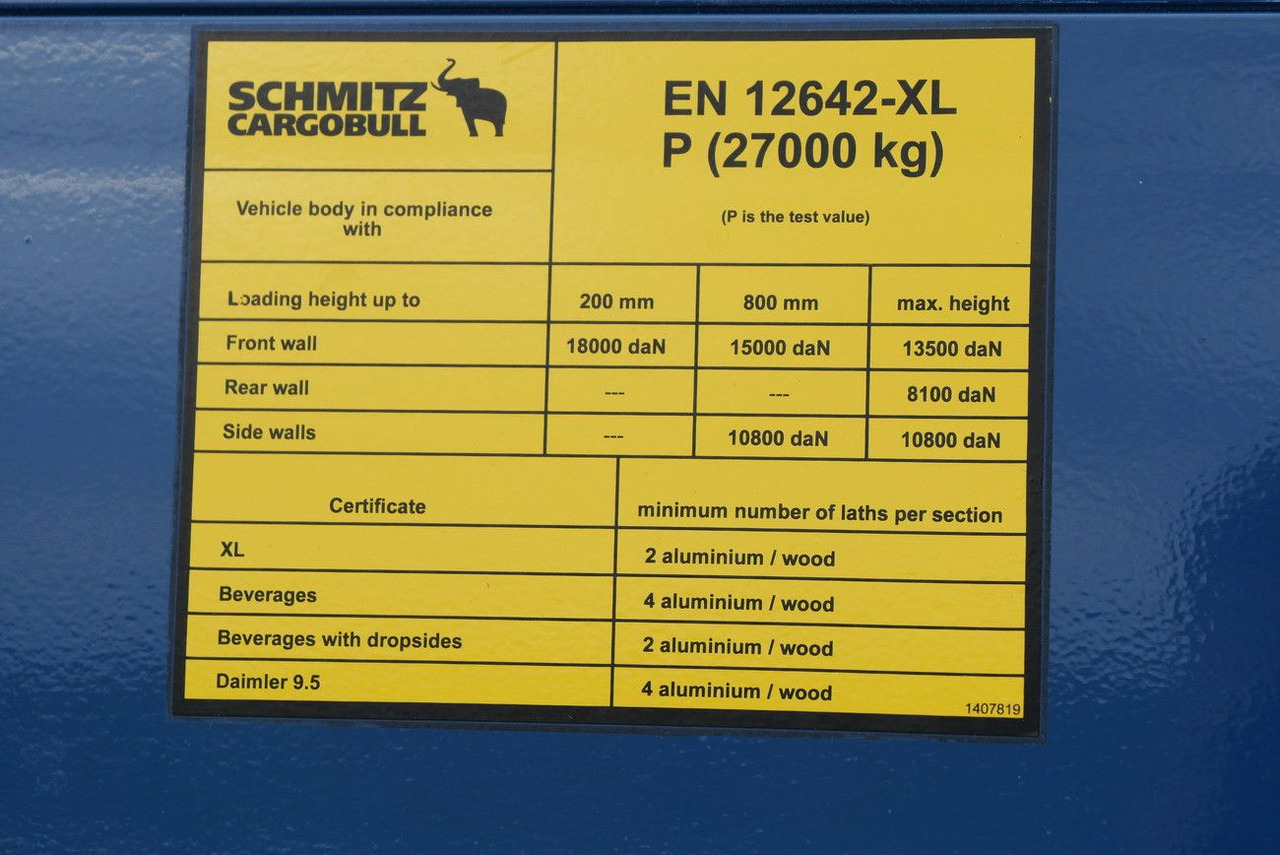 SCHMITZ
CARGOBULL
EN 12642-XL
P (27000 kg)
Vehicle body in compliance
with
(P is the test value)
Loading height up to 200 mm 800 mm max. height
Front wall 18000 daN 15000 daN 13500 daN
Rear wall --- --- 8100 daN
Side walls --- 10800 daN 10800 daN
Certificate minimum number of laths per section
XL 2 aluminium / wood
Beverages 4 aluminium / wood
Beverages with dropsides 2 aluminium / wood
Daimler 9.5 4 aluminium / wood
1407819